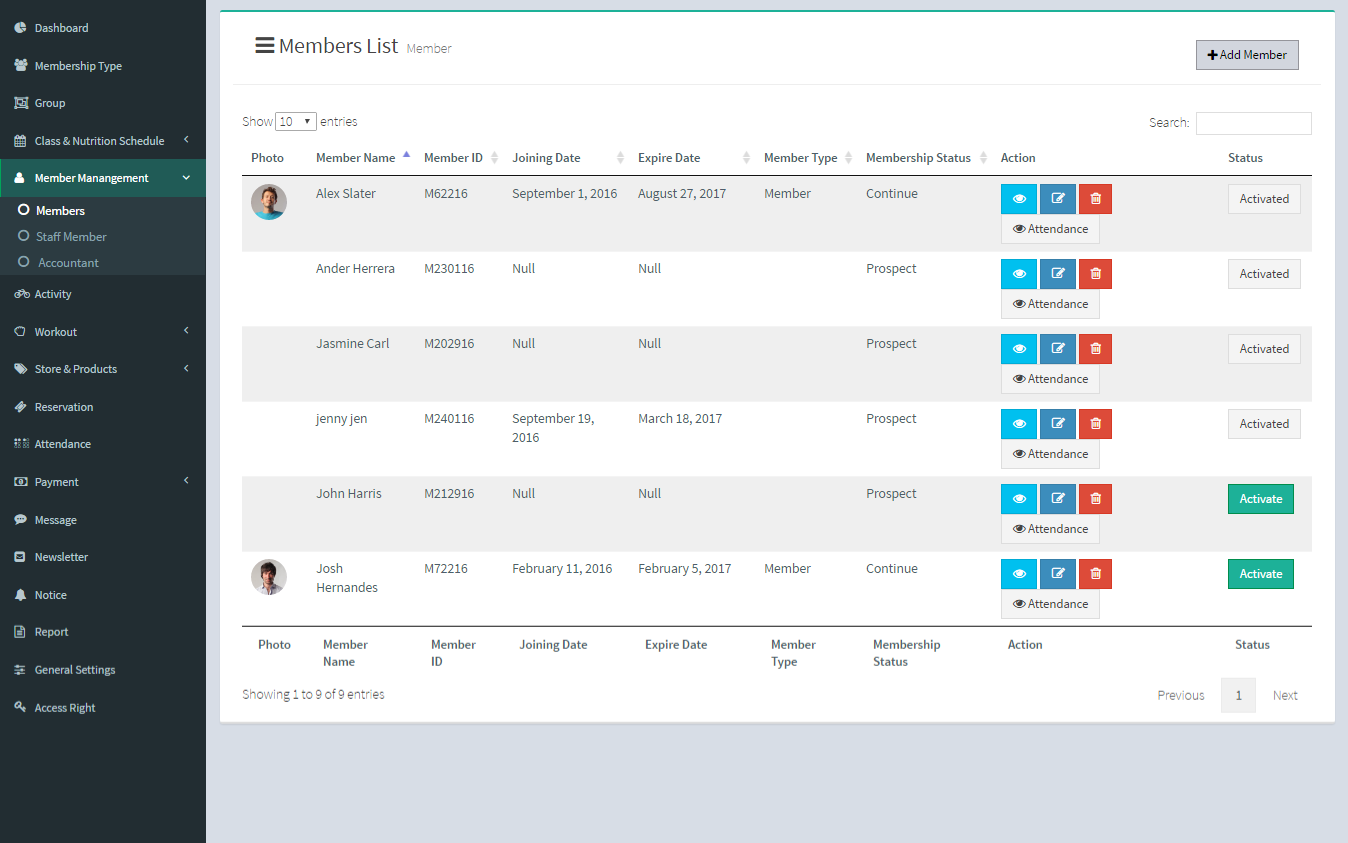 Dashboard
Membership Type
Group
Class & Nutrition Schedule
Member Mangement
Members
Staff Member
Accountant
Activity
Workout
Store & Products
Reservation
Attendance
Payment
Message
Newsletter
Notice
Report
General Settings
Access Right
Members List Member
Add Member
Show 10 entries
Search:
Photo Member Name Member ID Joining Date Expire Date Member Type Membership Status Action Status
Alex Slater M62216 September 1, 2016 August 27, 2017 Member Continue Activated
Attendance
Ander Herrera M230116 Null Null Prospect Activated
Attendance
Jasmine Carl M202916 Null Null Prospect Activated
Attendance
jenny jen M240116 September 19, March 18, 2017 Prospect Activated
2016
Attendance
John Harris M212916 Null Null Prospect Activate
Attendance
Josh M72216 February 11, 2016 February 5, 2017 Member Continue Activate
Hernandes
Attendance
Photo Member Member Joining Date Expire Date Member Membership Action Status
Name ID Type Status
Showing 1 to 9 of 9 entries
Previous 1 Next